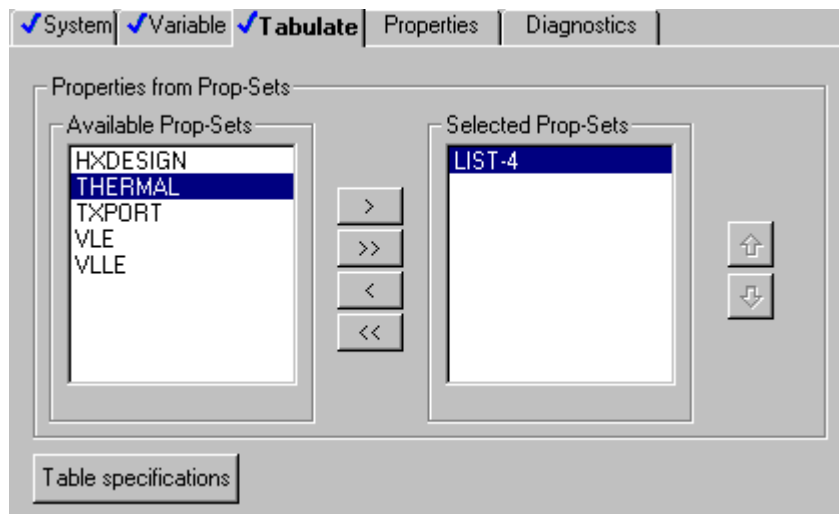 System Variable Tabulate Properties Diagnostics
Properties from Prop-Sets
Available Prop-Sets Selected Prop-Sets
HXDESIGN LIST-4
THERMAL
TXPORT
VLE
VLLE
>
>>
<
<<
Table specifications